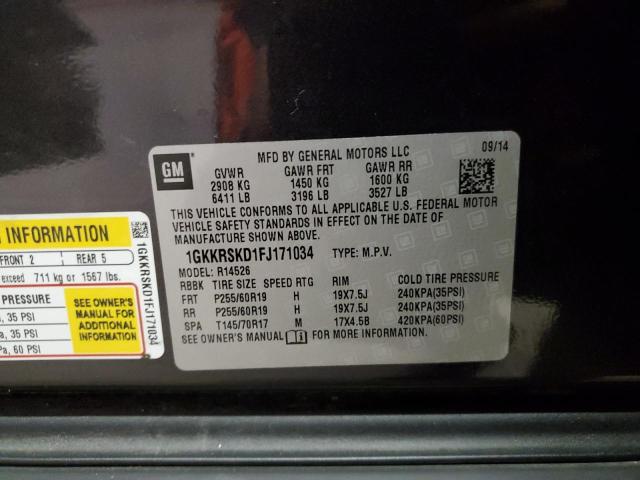 GM
MFD BY GENERAL MOTORS LLC
09/14
GVWR GAWR FRT GAWR RR
2908 KG 1450 KG 1600 KG
6411 LB 3196 LB 3527 LB
THIS VEHICLE CONFORMS TO ALL APPLICABLE U.S. FEDERAL MOTOR
VEHICLE SAFETY STANDARDS IN EFFECT ON THE DATE OF
MANUFACTURE SHOWN ABOVE.
1GKKRSKD1FJ171034 TYPE: M.P.V.
MODEL: R14526
RBBK TIRE SIZE SPEED RTG RIM COLD TIRE PRESSURE
FRT P255/60R19 H 19X7.5J 240KPA(35PSI)
RR P255/60R19 H 19X7.5J 240KPA(35PSI)
SPA T145/70R17 M 17X4.5B 420KPA(60PSI)
SEE OWNER'S MANUAL FOR MORE INFORMATION.
G INFORMATION
FRONT 2 REAR 5
exceed 711 kg or 1567 lbs.
PRESSURE
35 PSI
35 PSI
60 PSI
SEE OWNER'S
MANUAL FOR
ADDITIONAL
INFORMATION
1GKKRSKD1FJ171034